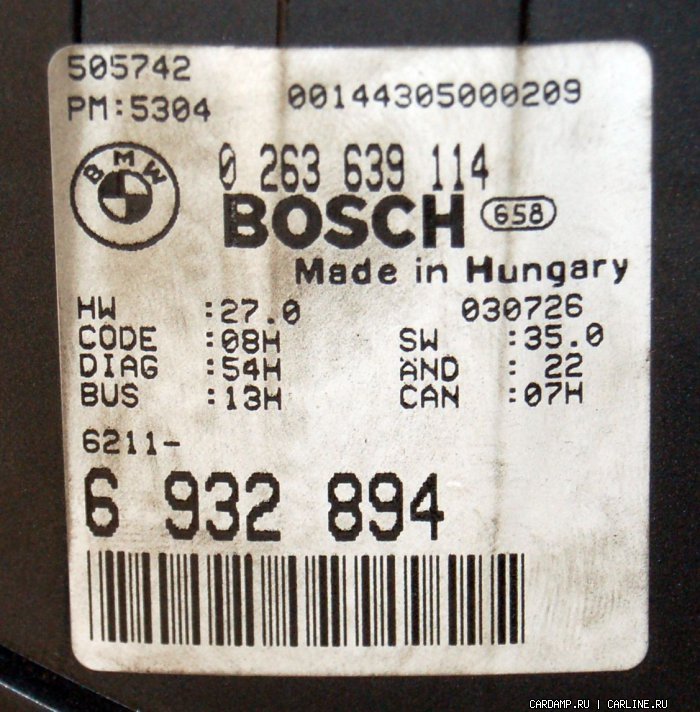 505742
PM:5304 00144305000209
BMW
0 263 639 114
BOSCH 658
Made in Hungary
HW :27.0 030726
CODE :08H SW :35.0
DIAG :54H AND : 22
BUS :13H CAN :07H
6211-
6 932 894
CARDAMP.RU | CARLINE.RU